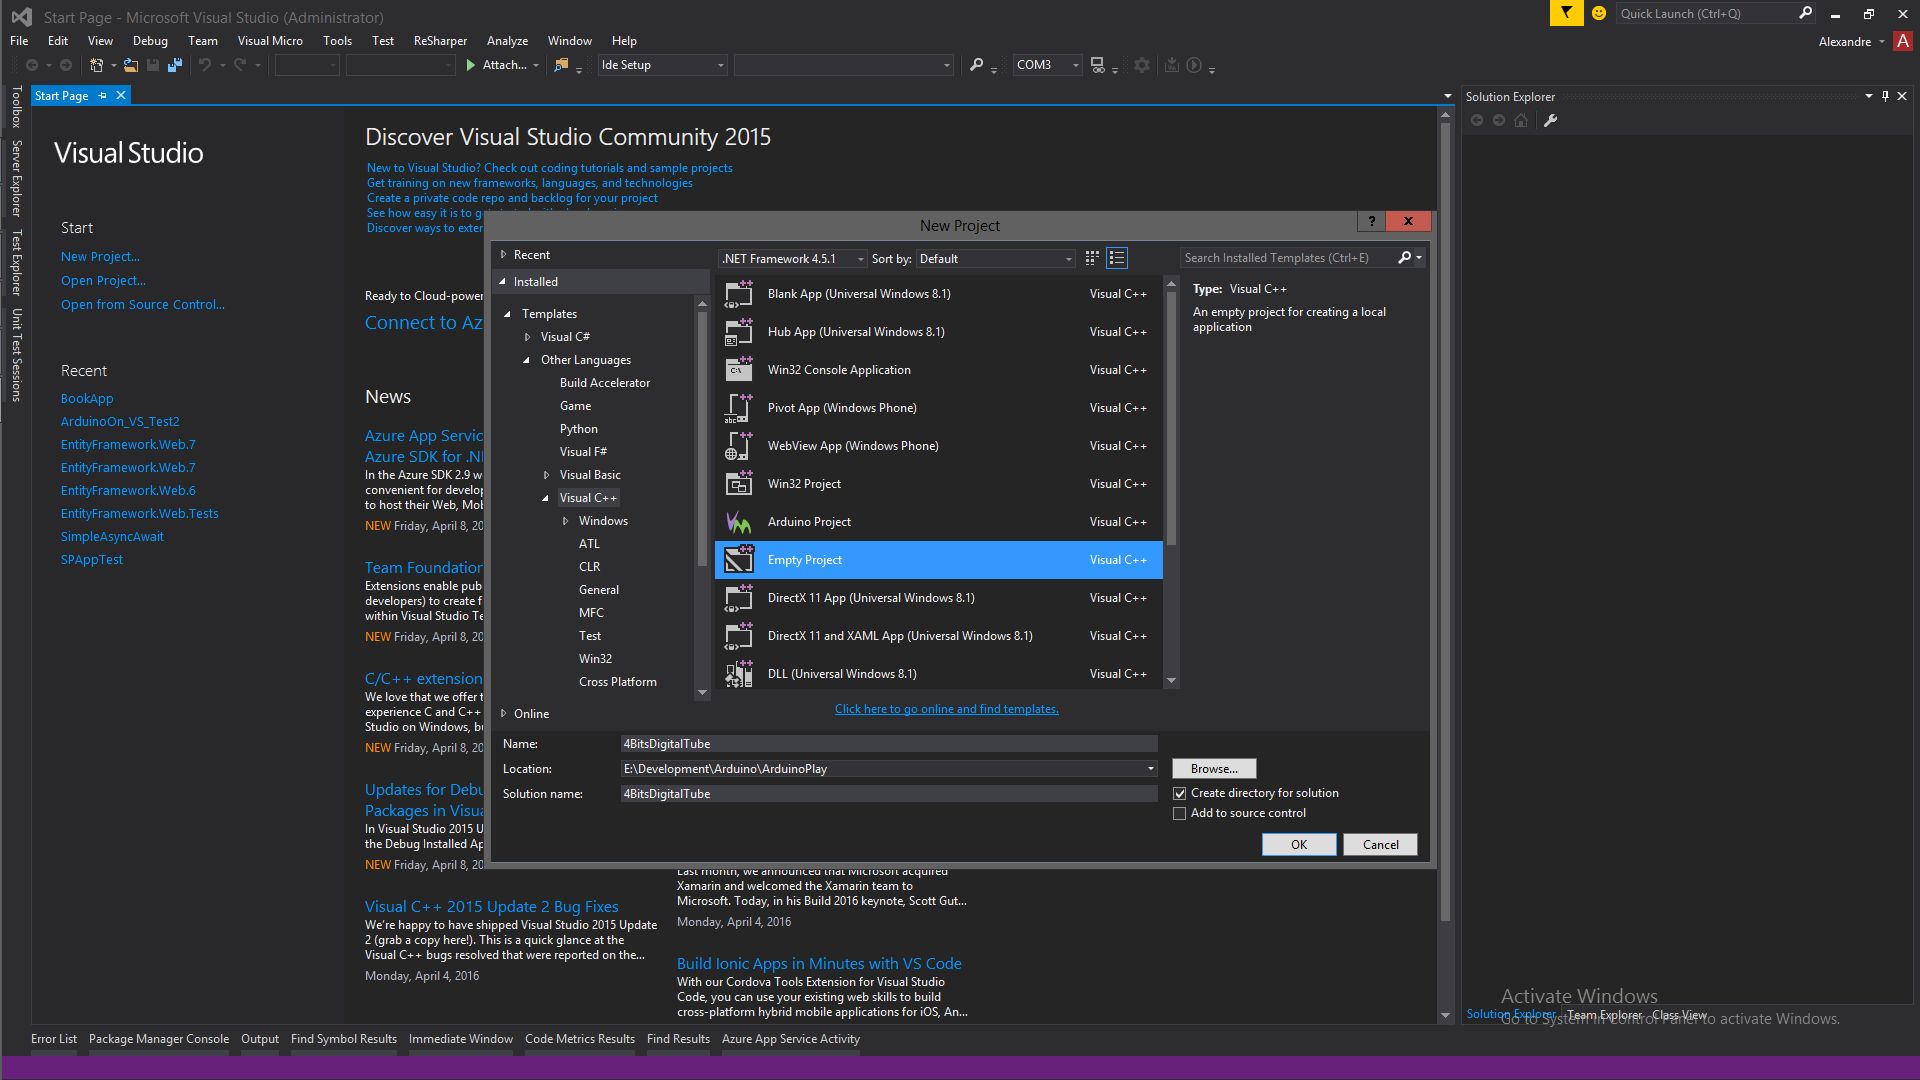 Start Page - Microsoft Visual Studio (Administrator)
Quick Launch (Ctrl+Q)
File Edit View Debug Team Visual Micro Tools Test ReSharper Analyze Window Help
Alexandre A
Attach...
Ide Setup
COM3
Toolbox
Server Explorer
Test Explorer
Unit Test Sessions
Start Page
Visual Studio
Start
New Project...
Open Project...
Open from Source Control...
Recent
BookApp
ArduinoOn_VS_Test2
EntityFramework.Web.7
EntityFramework.Web.7
EntityFramework.Web.6
EntityFramework.Web.Tests
SimpleAsyncAwait
SPAppTest
Discover Visual Studio Community 2015
New to Visual Studio? Check out coding tutorials and sample projects
Get training on new frameworks, languages, and technologies
Create a private code repo and backlog for your project
See how easy it is to
Discover ways to
Ready to Cloud-power
Connect to Az
News
Azure App Servic
Azure SDK for .N
In the Azure SDK 2.9 w
convenient for develop
to host their Web, Mob
NEW Friday, April 8, 20
Team Foundation
Extensions enable pub
developers) to create f
within Visual Studio Te
NEW Friday, April 8, 20
C/C++ extension
We love that we offer t
experience C and C++
Studio on Windows, bu
NEW Friday, April 8, 20
Updates for Debu
Packages in Visua
In Visual Studio 2015 U
the Debug Installed Ap
NEW Friday, April 8, 20
Visual C++ 2015 Update 2 Bug Fixes
We're happy to have shipped Visual Studio 2015 Update
2 (grab a copy here!). This is a quick glance at the
Visual C++ bugs resolved that were reported on the...
Monday, April 4, 2016
Last month, we announced that Microsoft acquired
Xamarin and welcomed the Xamarin team to
Microsoft. Today, in his Build 2016 keynote, Scott Gut...
Monday, April 4, 2016
Build Ionic Apps in Minutes with VS Code
With our Cordova Tools Extension for Visual Studio
Code, you can use your existing web skills to build
cross-platform hybrid mobile applications for iOS, An...
New Project
?
Recent
Installed
Templates
Visual C#
Other Languages
Build Accelerator
Game
Python
Visual F#
Visual Basic
Visual C++
Windows
ATL
CLR
General
MFC
Test
Win32
Cross Platform
Online
.NET Framework 4.5.1
Sort by: Default
Search Installed Templates (Ctrl+E)
Blank App (Universal Windows 8.1) Visual C++
Hub App (Universal Windows 8.1) Visual C++
Win32 Console Application Visual C++
Pivot App (Windows Phone) Visual C++
WebView App (Windows Phone) Visual C++
Win32 Project Visual C++
Arduino Project Visual C++
Empty Project Visual C++
DirectX 11 App (Universal Windows 8.1) Visual C++
DirectX 11 and XAML App (Universal Windows 8.1) Visual C++
DLL (Universal Windows 8.1) Visual C++
Click here to go online and find templates.
Type: Visual C++
An empty project for creating a local
application
Name: 4BitsDigitalTube
Location: E:\Development\Arduino\ArduinoPlay
Browse...
Solution name: 4BitsDigitalTube
Create directory for solution
Add to source control
OK Cancel
Solution Explorer
Activate Windows
Go to System in Control Panel to activate Windows.
Solution Explorer Team Explorer Class View
Error List Package Manager Console Output Find Symbol Results Immediate Window Code Metrics Results Find Results Azure App Service Activity